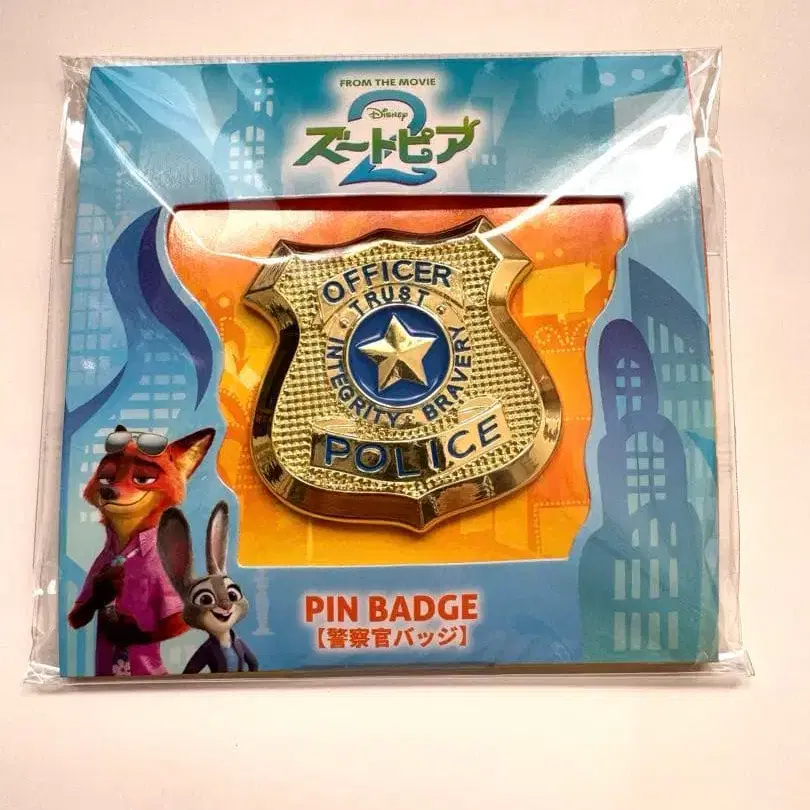 FROM THE MOVIE
Disney
ズートピア
2
OFFICER
TRUST
INTEGRITY BRAVERY
POLICE
PIN BADGE
【警察官バッジ】